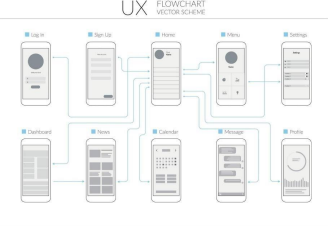 UX FLOWCHART
VECTOR SCHEME
Log in
Sign Up
Home
Menu
Settings
Dashboard
News
Calendar
Message
Profile